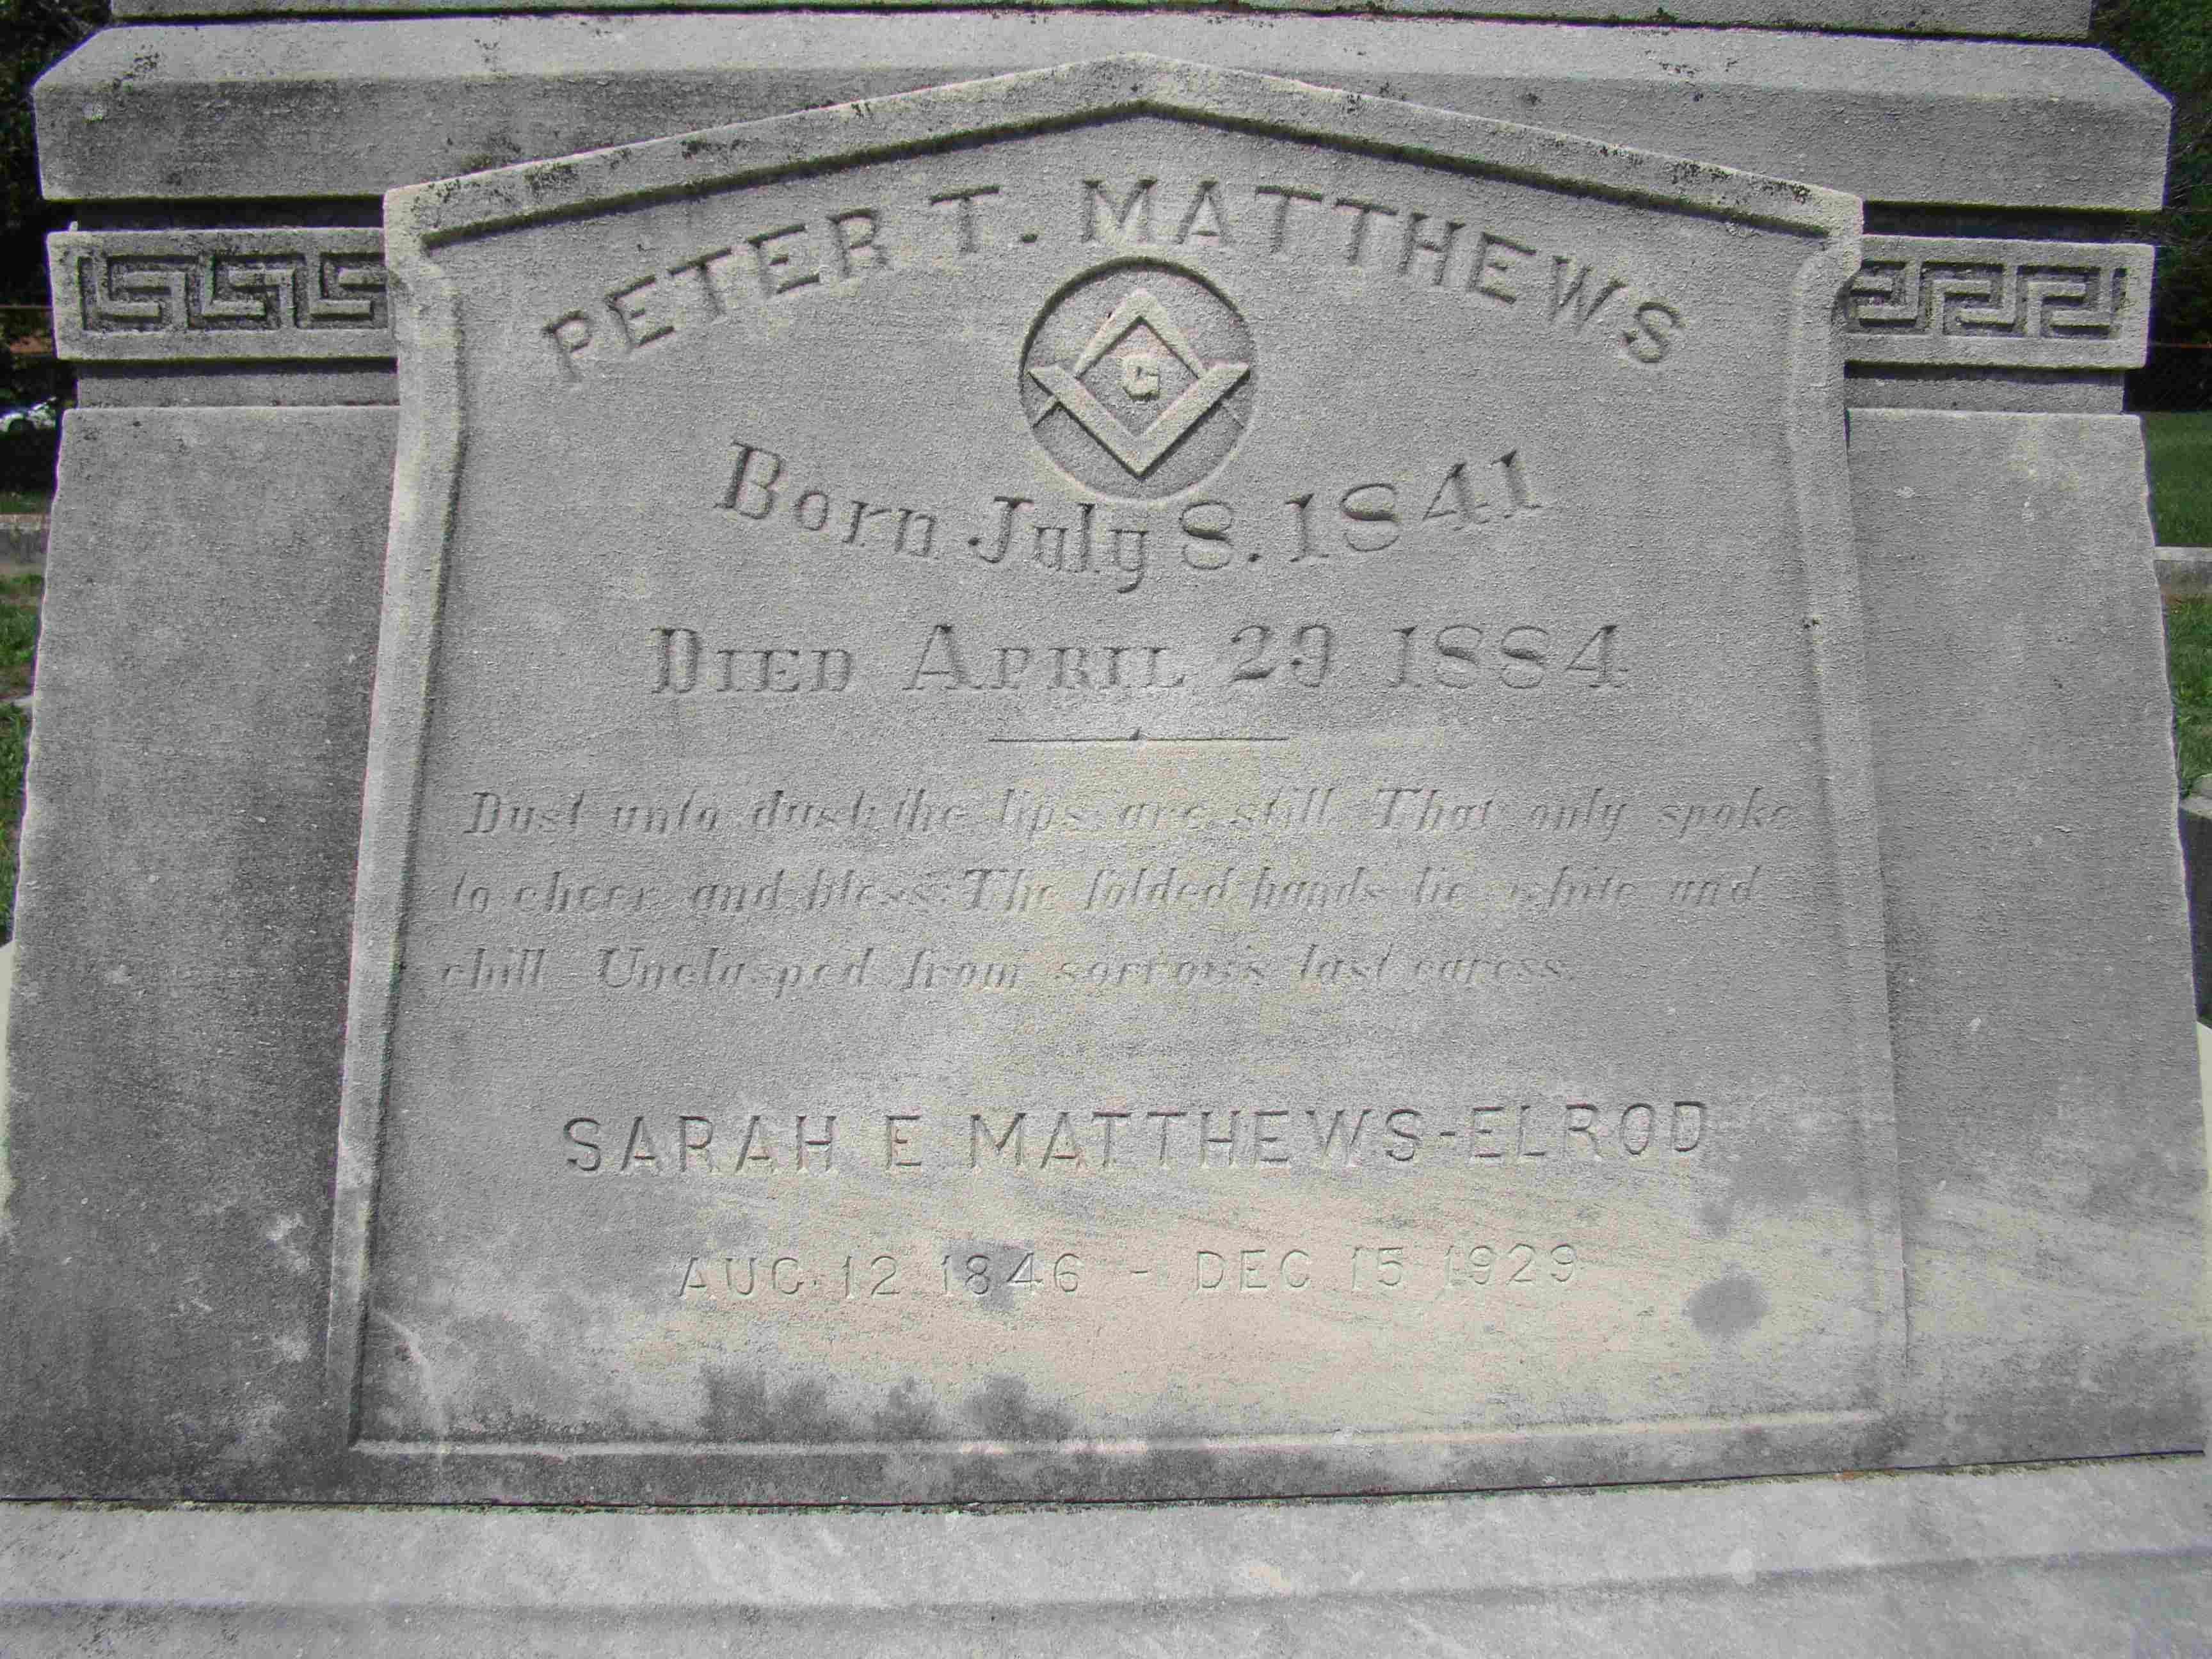 PETER T. MATTHEWS
G
Born July 8. 1841
DIED APRIL 29 1884
Dust unto dust: the lips are still That only spoke
to cheer and bless: The folded hands lie white and
chill Unclasped from sorrow's last caress.
SARAH E MATTHEWS-ELROD
AUG 12 1846 - DEC 15 1929